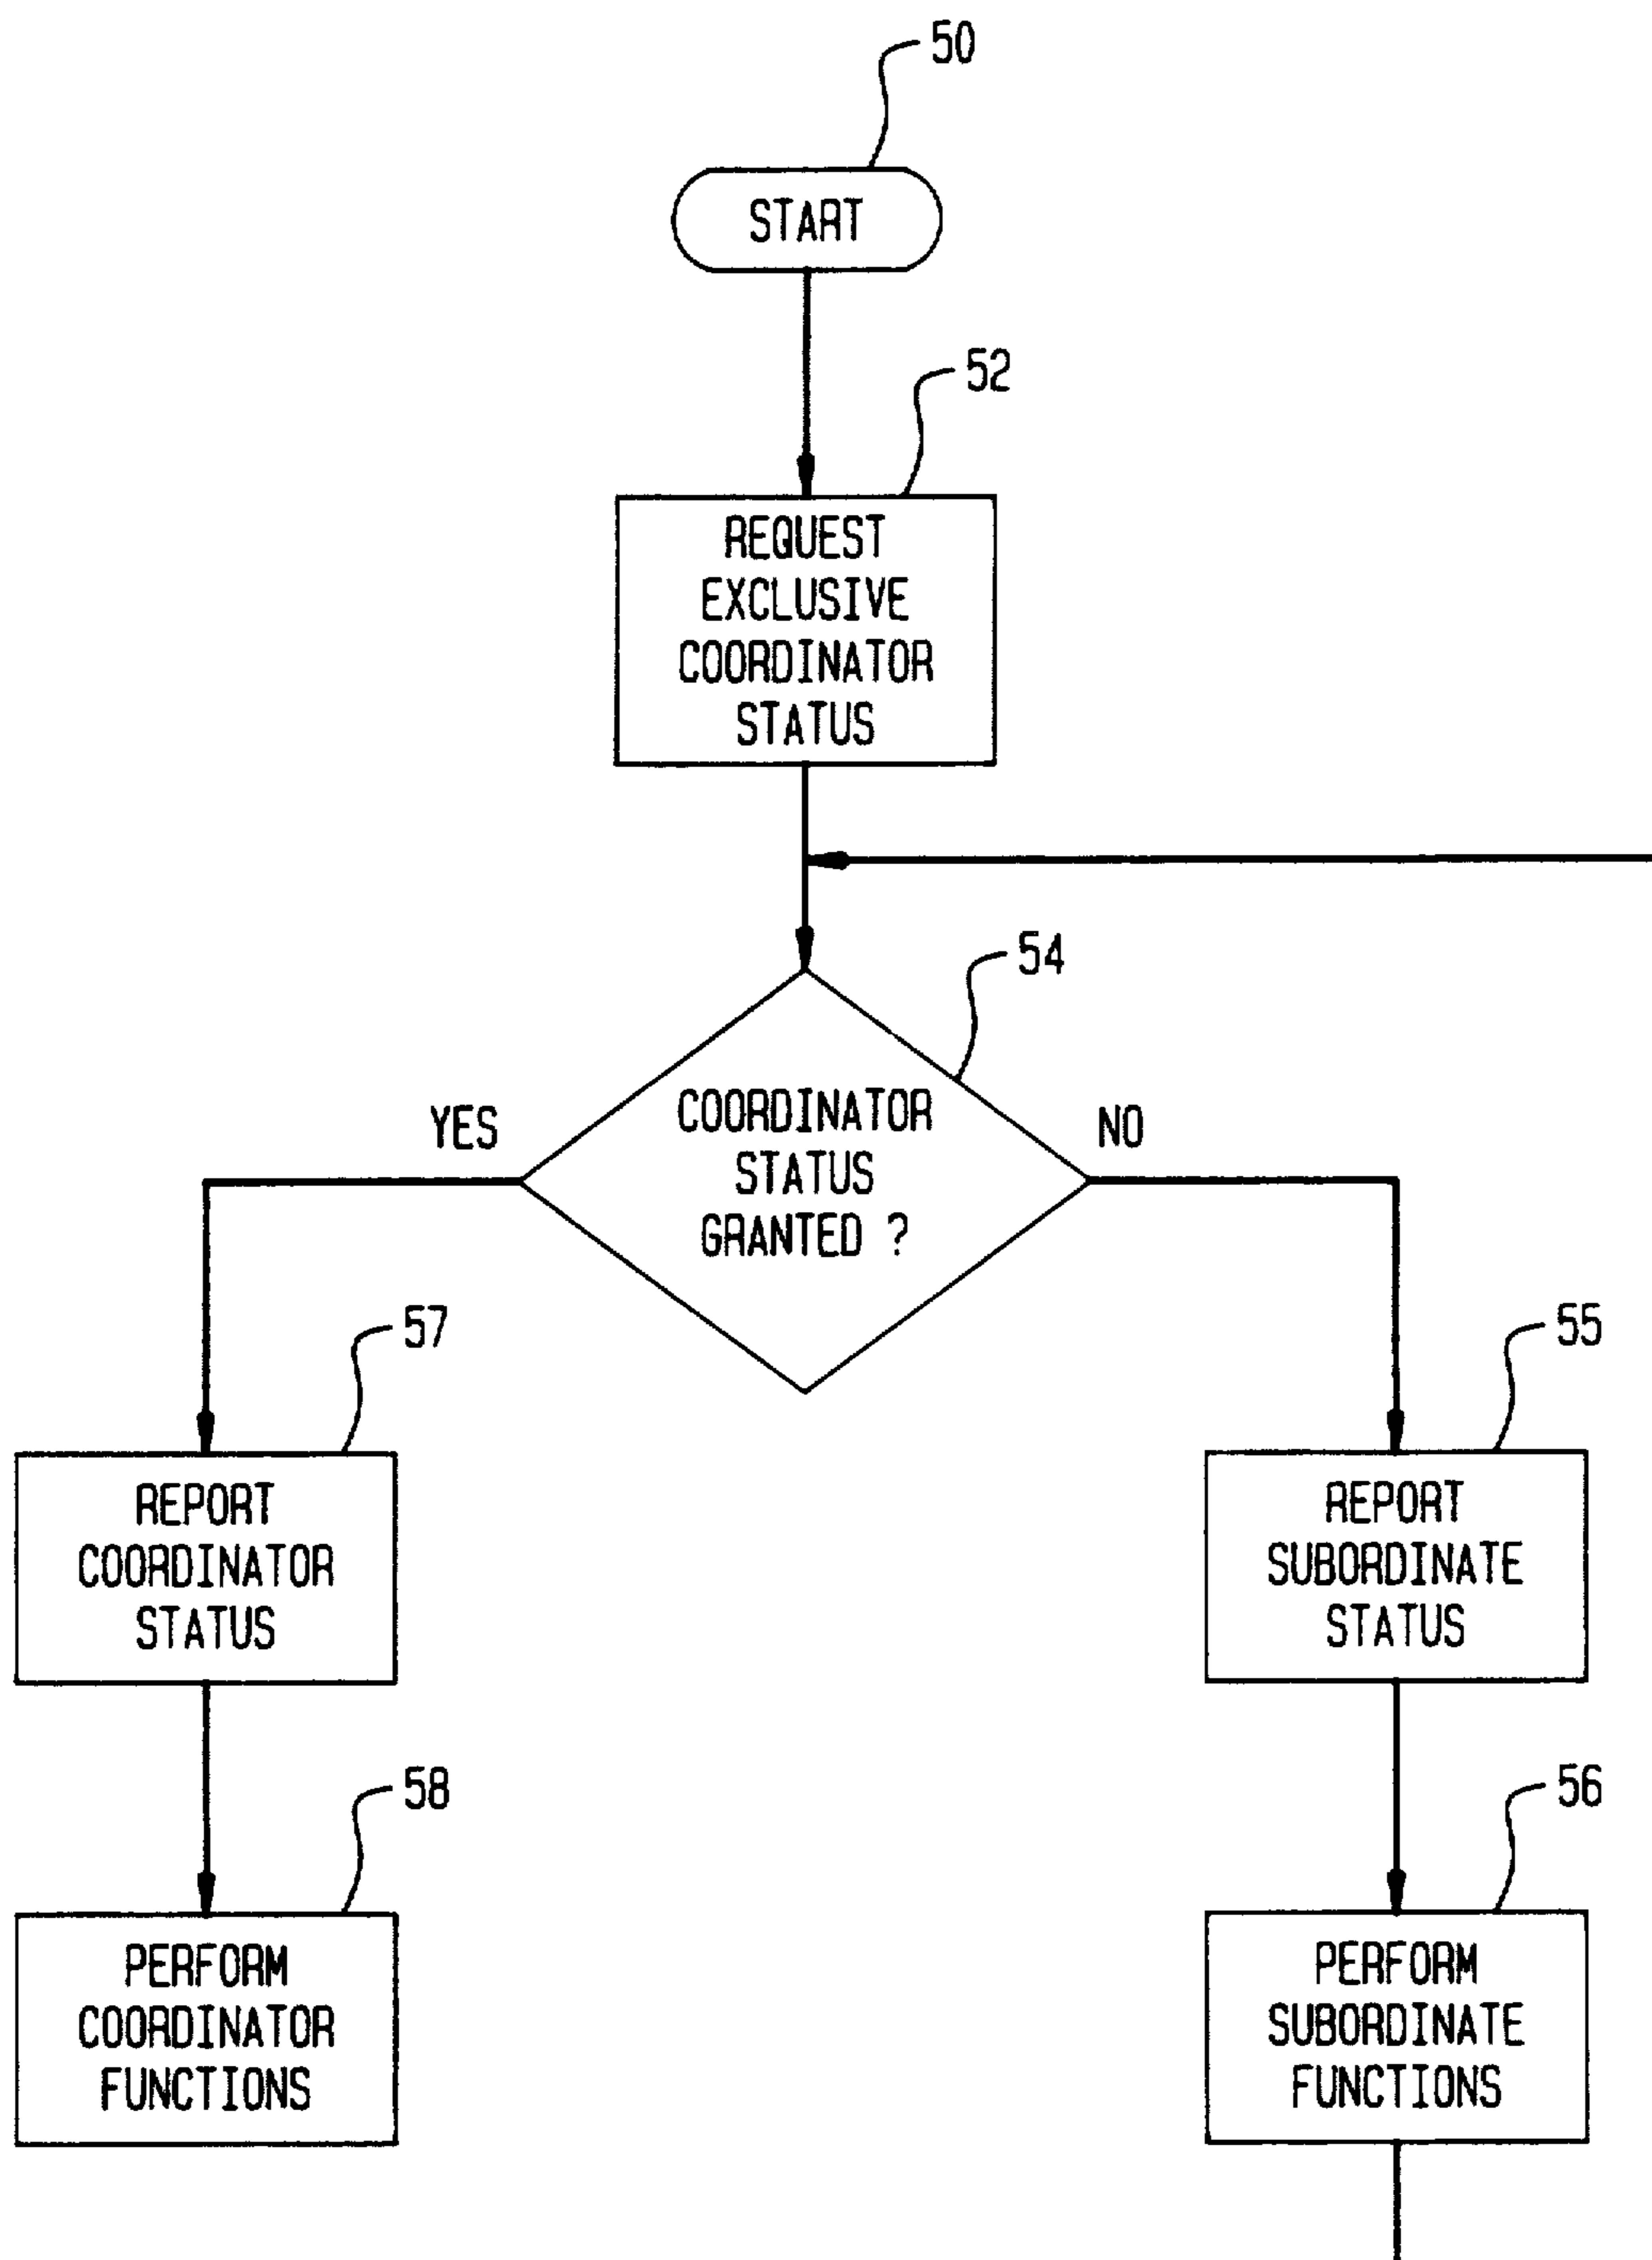 50
START
52
REQUEST
EXCLUSIVE
COORDINATOR
STATUS
54
YES
COORDINATOR
STATUS
GRANTED ?
NO
57
REPORT
COORDINATOR
STATUS
55
REPORT
SUBORDINATE
STATUS
58
PERFORM
COORDINATOR
FUNCTIONS
56
PERFORM
SUBORDINATE
FUNCTIONS